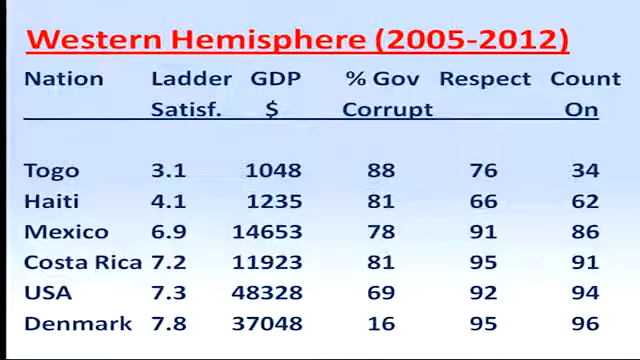 Western Hemisphere (2005-2012)
Nation Ladder GDP % Gov Respect Count
Satisf. $ Corrupt On
Togo 3.1 1048 88 76 34
Haiti 4.1 1235 81 66 62
Mexico 6.9 14653 78 91 86
Costa Rica 7.2 11923 81 95 91
USA 7.3 48328 69 92 94
Denmark 7.8 37048 16 95 96